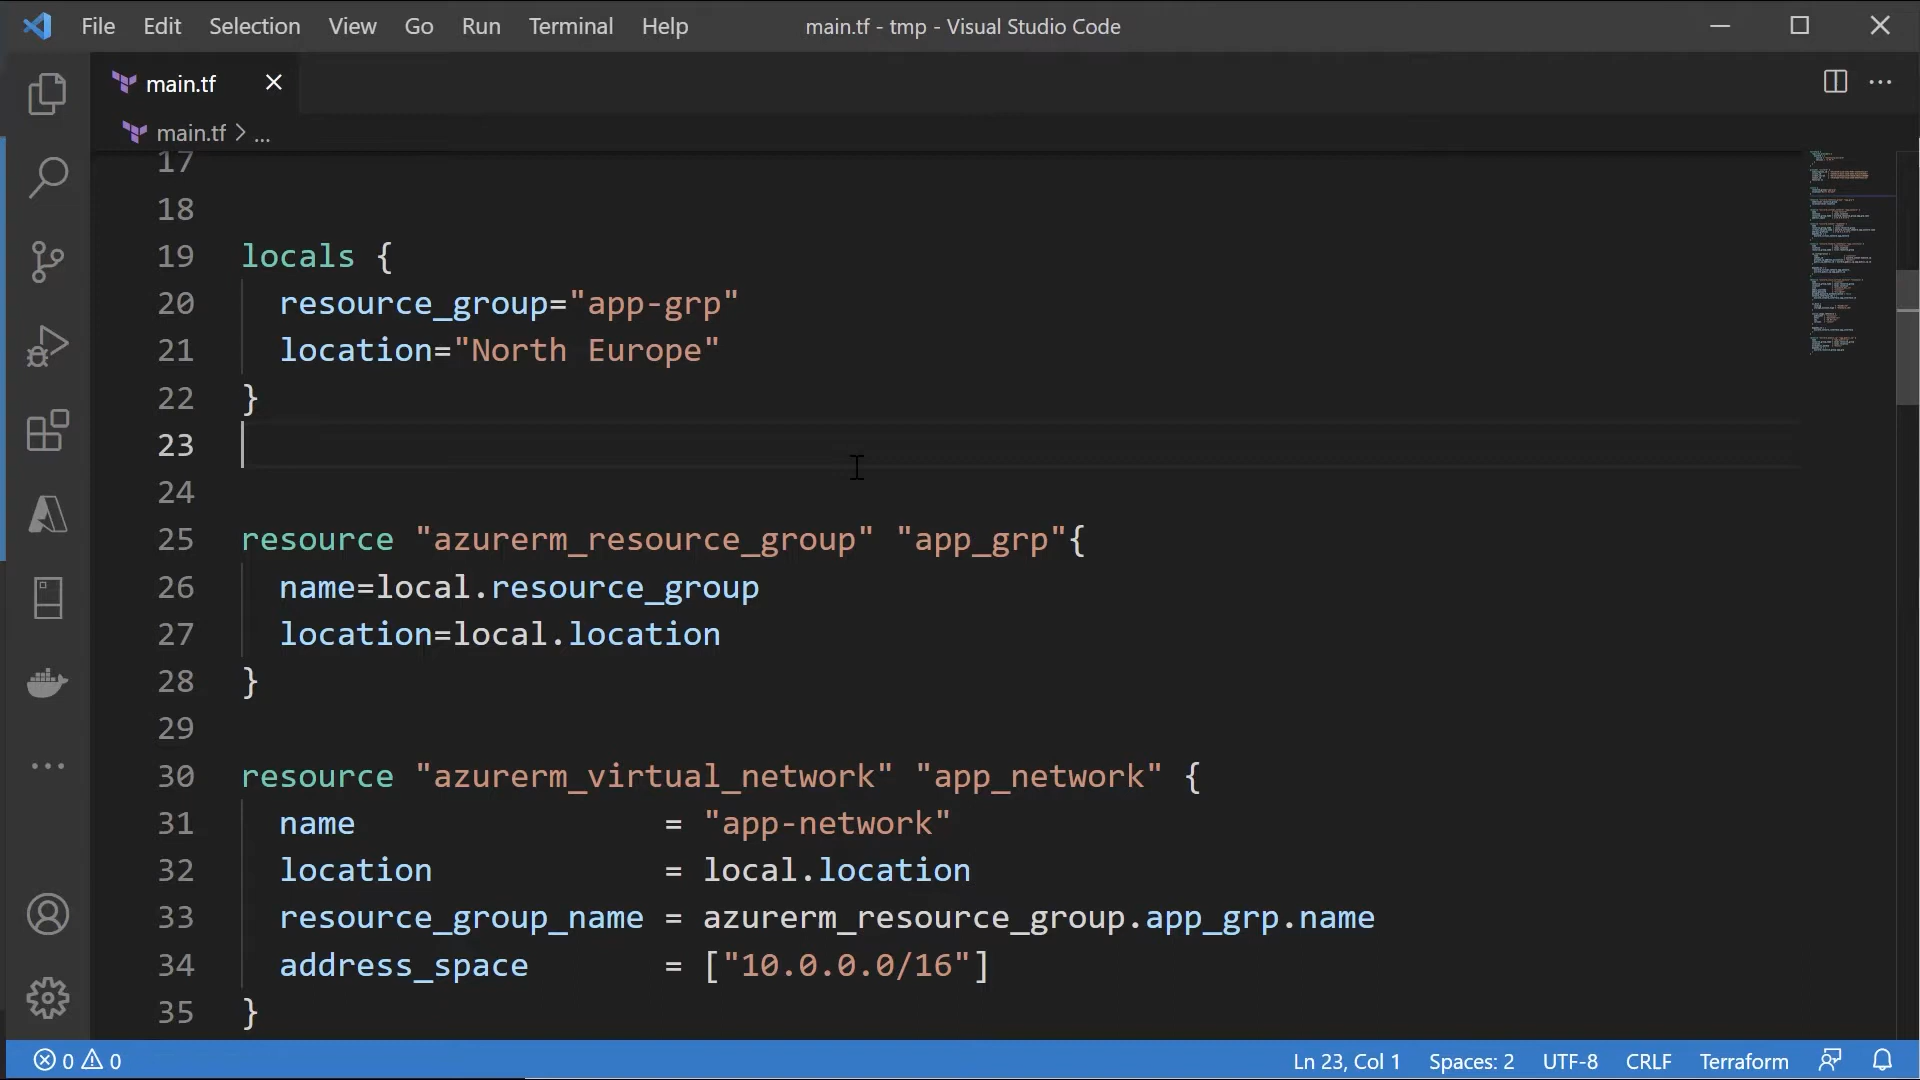 File Edit Selection View Go Run Terminal Help main.tf - tmp - Visual Studio Code
main.tf
main.tf > ...
17
18
19 locals {
20 resource_group="app-grp"
21 location="North Europe"
22 }
23
24
25 resource "azurerm_resource_group" "app_grp"{
26 name=local.resource_group
27 location=local.location
28 }
29
30 resource "azurerm_virtual_network" "app_network" {
31 name = "app-network"
32 location = local.location
33 resource_group_name = azurerm_resource_group.app_grp.name
34 address_space = ["10.0.0.0/16"]
35 }
0 0 Ln 23, Col 1 Spaces: 2 UTF-8 CRLF Terraform